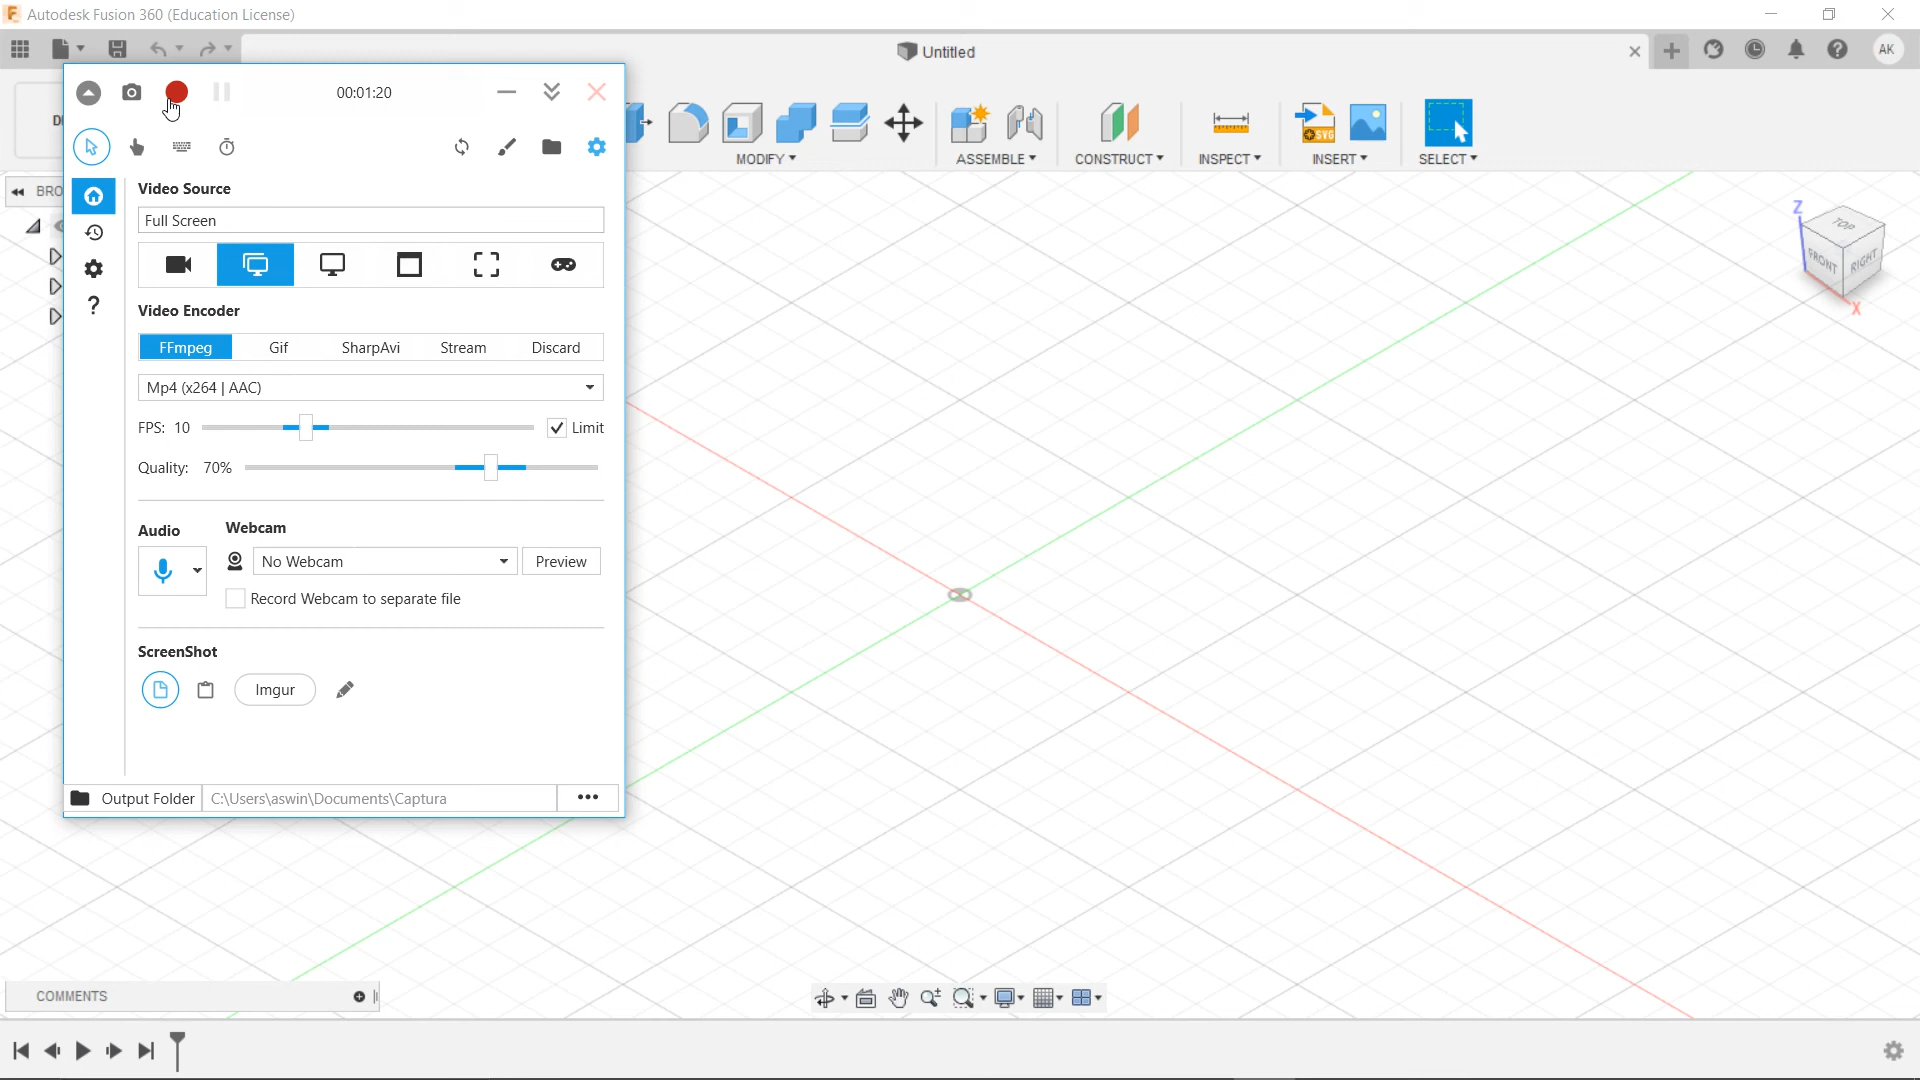 Autodesk Fusion 360 (Education License)
Untitled
AK
00:01:20
MODIFY
ASSEMBLE
CONSTRUCT
INSPECT
INSERT
SELECT
SVG
BRO
Video Source
Full Screen
Video Encoder
FFmpeg Gif SharpAvi Stream Discard
Mp4 (x264 | AAC)
FPS: 10
Limit
Quality: 70%
Audio
Webcam
No Webcam
Preview
Record Webcam to separate file
ScreenShot
Imgur
Output Folder C:\Users\aswin\Documents\Captura
Z
TOP
FRONT
RIGHT
X
COMMENTS